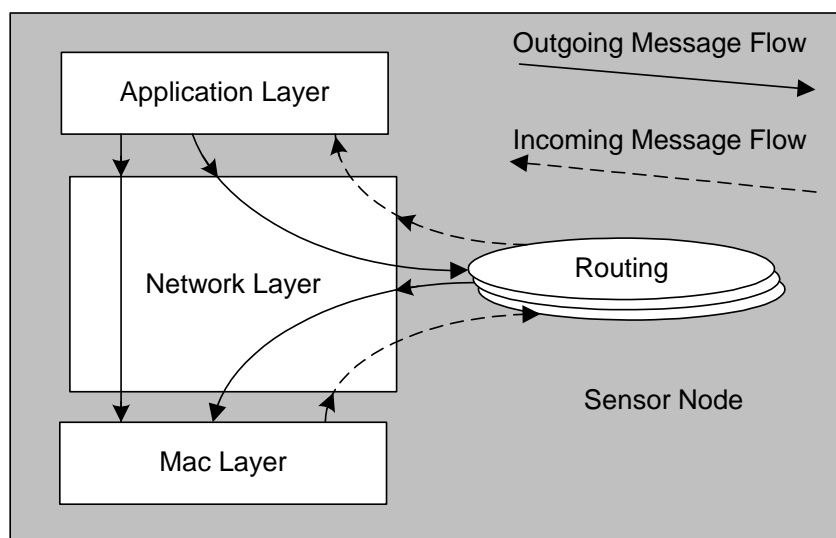 Outgoing Message Flow
Application Layer
Incoming Message Flow
Routing
Network Layer
Sensor Node
Mac Layer